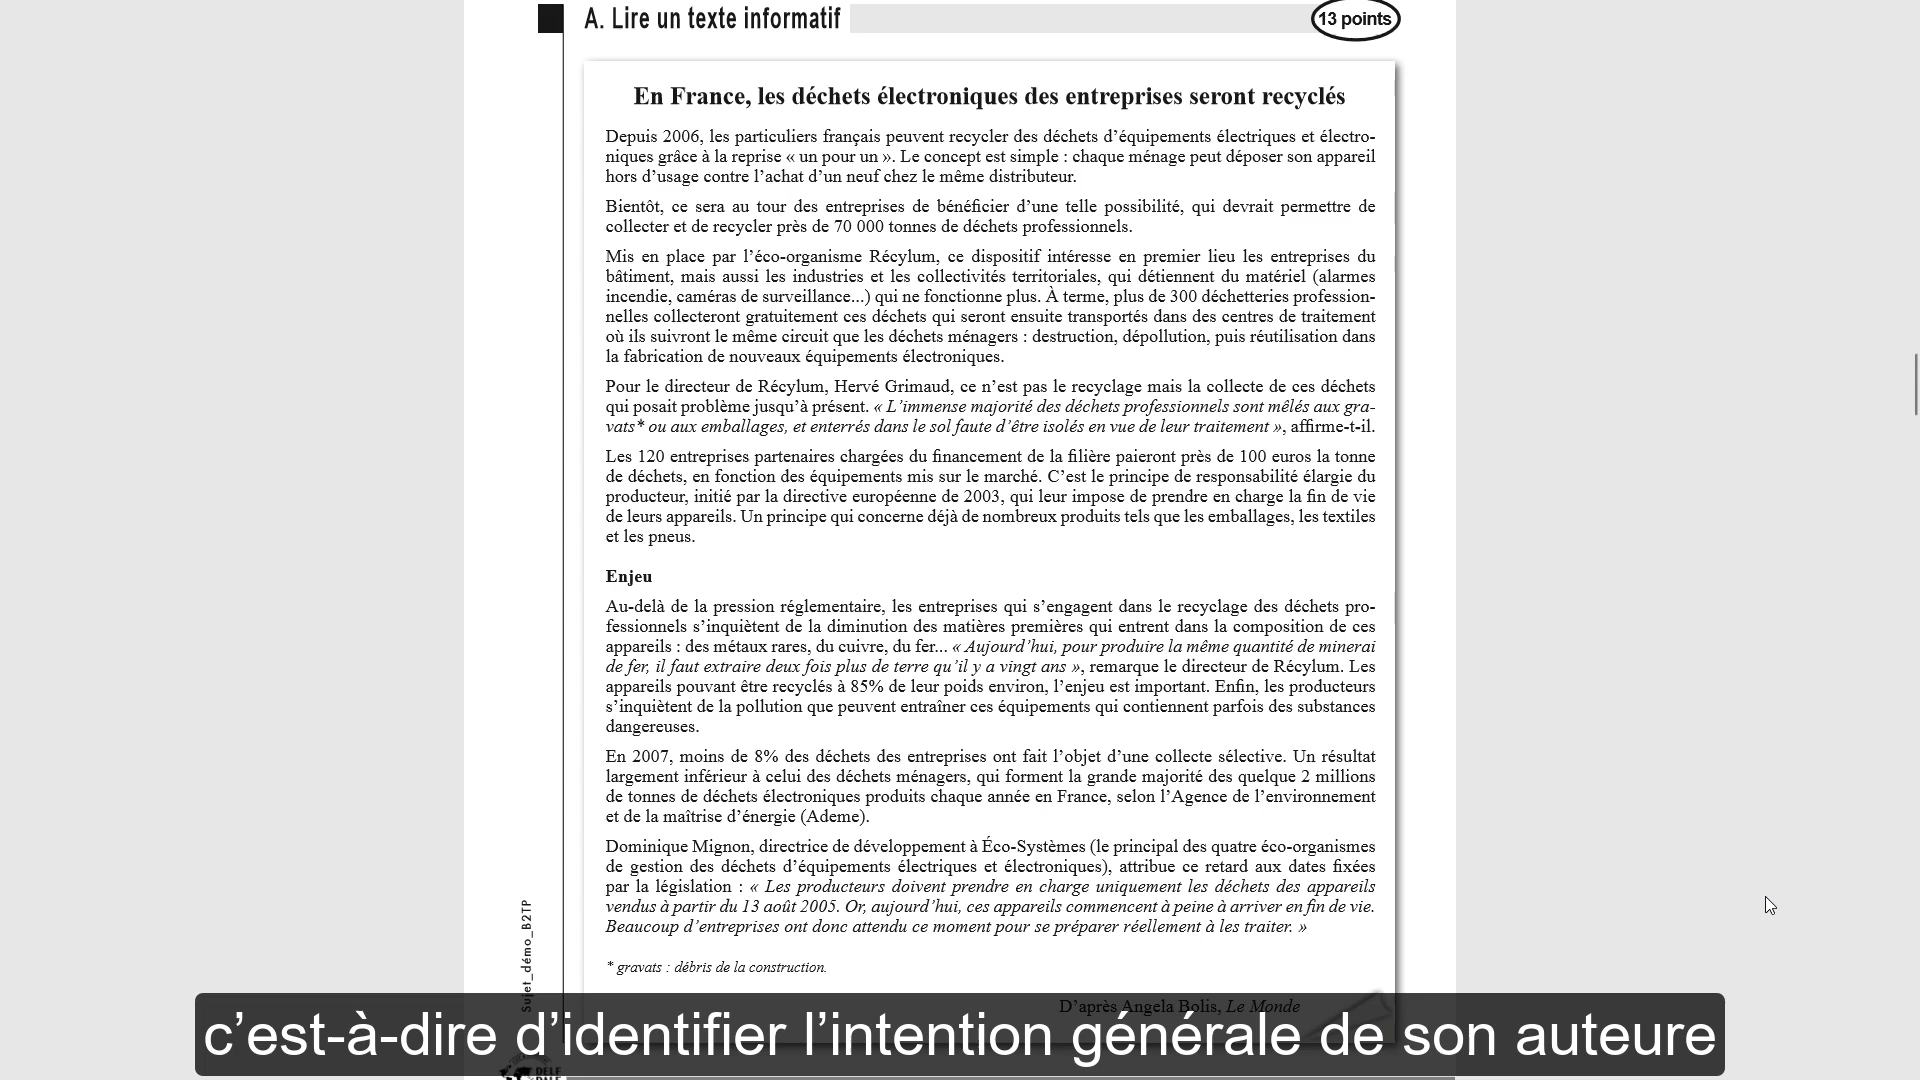 A. Lire un texte informatif
13 points
En France, les déchets électroniques des entreprises seront recyclés
Depuis 2006, les particuliers français peuvent recycler des déchets d’équipements électriques et électro-
niques grâce à la reprise « un pour un ». Le concept est simple : chaque ménage peut déposer son appareil
hors d’usage contre l’achat d’un neuf chez le même distributeur.
Bientôt, ce sera au tour des entreprises de bénéficier d’une telle possibilité, qui devrait permettre de
collecter et de recycler près de 70 000 tonnes de déchets professionnels.
Mis en place par l’éco-organisme Récylum, ce dispositif intéresse en premier lieu les entreprises du
bâtiment, mais aussi les industries et les collectivités territoriales, qui détiennent du matériel (alarmes
incendie, caméras de surveillance...) qui ne fonctionne plus. À terme, plus de 300 déchetteries profession-
nelles collecteront gratuitement ces déchets qui seront ensuite transportés dans des centres de traitement
où ils suivront le même circuit que les déchets ménagers : destruction, dépollution, puis réutilisation dans
la fabrication de nouveaux équipements électroniques.
Pour le directeur de Récylum, Hervé Grimaud, ce n’est pas le recyclage mais la collecte de ces déchets
qui posait problème jusqu’à présent. « L’immense majorité des déchets professionnels sont mêlés aux gra-
vats* ou aux emballages, et enterrés dans le sol faute d’être isolés en vue de leur traitement », affirme-t-il.
Les 120 entreprises partenaires chargées du financement de la filière paieront près de 100 euros la tonne
de déchets, en fonction des équipements mis sur le marché. C’est le principe de responsabilité élargie du
producteur, initié par la directive européenne de 2003, qui leur impose de prendre en charge la fin de vie
de leurs appareils. Un principe qui concerne déjà de nombreux produits tels que les emballages, les textiles
et les pneus.
Enjeu
Au-delà de la pression réglementaire, les entreprises qui s’engagent dans le recyclage des déchets pro-
fessionnels s’inquiètent de la diminution des matières premières qui entrent dans la composition de ces
appareils : des métaux rares, du cuivre, du fer... « Aujourd’hui, pour produire la même quantité de minerai
de fer, il faut extraire deux fois plus de terre qu’il y a vingt ans », remarque le directeur de Récylum. Les
appareils pouvant être recyclés à 85% de leur poids environ, l’enjeu est important. Enfin, les producteurs
s’inquiètent de la pollution que peuvent entraîner ces équipements qui contiennent parfois des substances
dangereuses.
En 2007, moins de 8% des déchets des entreprises ont fait l’objet d’une collecte sélective. Un résultat
largement inférieur à celui des déchets ménagers, qui forment la grande majorité des quelque 2 millions
de tonnes de déchets électroniques produits chaque année en France, selon l’Agence de l’environnement
et de la maîtrise d’énergie (Ademe).
Dominique Mignon, directrice de développement à Éco-Systèmes (le principal des quatre éco-organismes
de gestion des déchets d’équipements électriques et électroniques), attribue ce retard aux dates fixées
par la législation : « Les producteurs doivent prendre en charge uniquement les déchets des appareils
vendus à partir du 13 août 2005. Or, aujourd’hui, ces appareils commencent à peine à arriver en fin de vie.
Beaucoup d’entreprises ont donc attendu ce moment pour se préparer réellement à les traiter. »
* gravats : débris de la construction.
D’après Angela Bolis, Le Monde
Sujet_démo_B2TP
c’est-à-dire d’identifier l’intention générale de son auteure
DELF